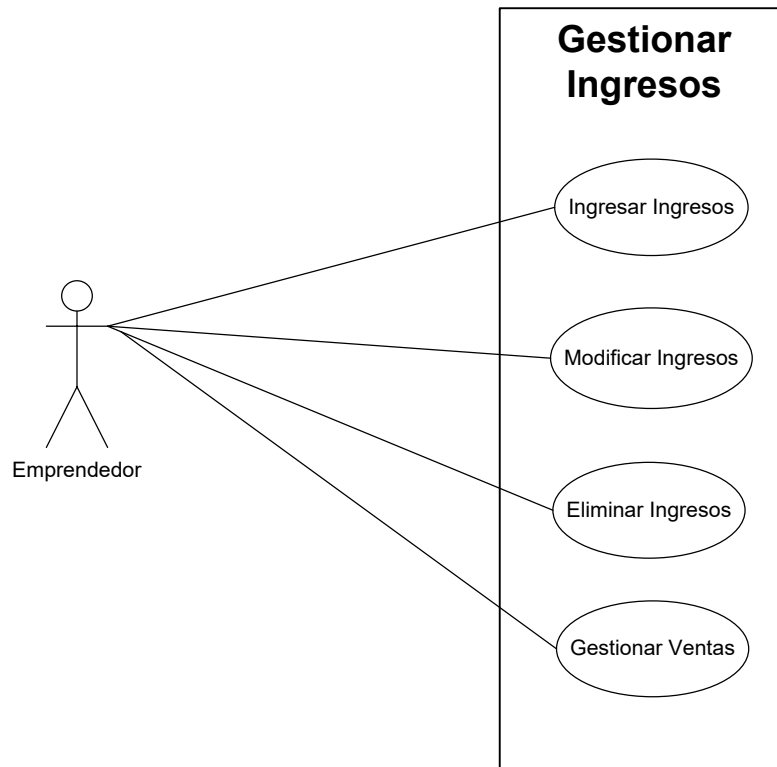 Gestionar
Ingresos
Ingresar Ingresos
Modificar Ingresos
Emprendedor
Eliminar Ingresos
Gestionar Ventas